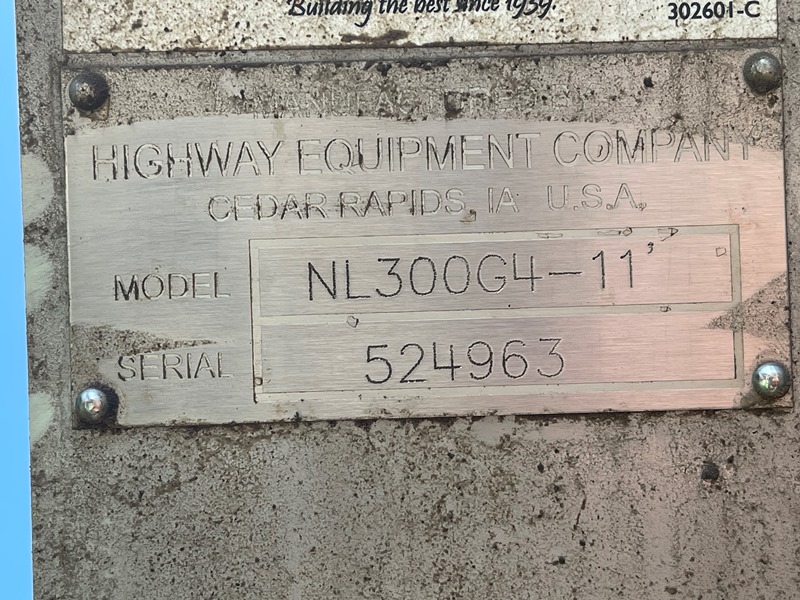 Building the best since 1939.
302601-C
MANUFACTURED BY
HIGHWAY EQUIPMENT COMPANY
CEDAR RAPIDS, IA U.S.A.
MODEL NL300G4-11'
SERIAL 524963